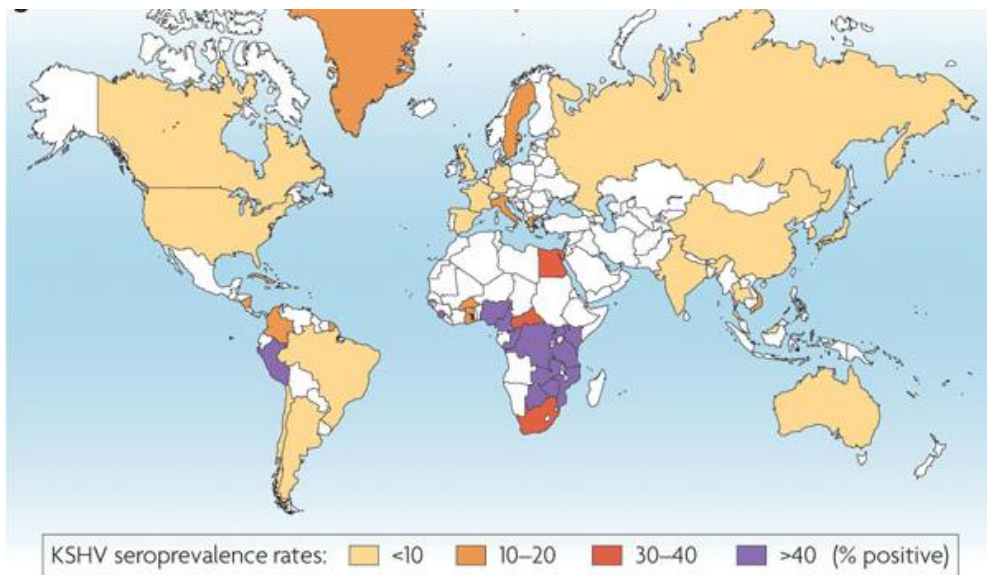 KSHV seroprevalence rates: <10 10–20 30–40 >40 (% positive)